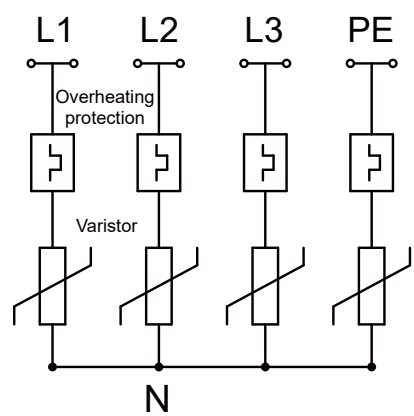 L1 L2 L3 PE
Overheating
protection
Varistor
N